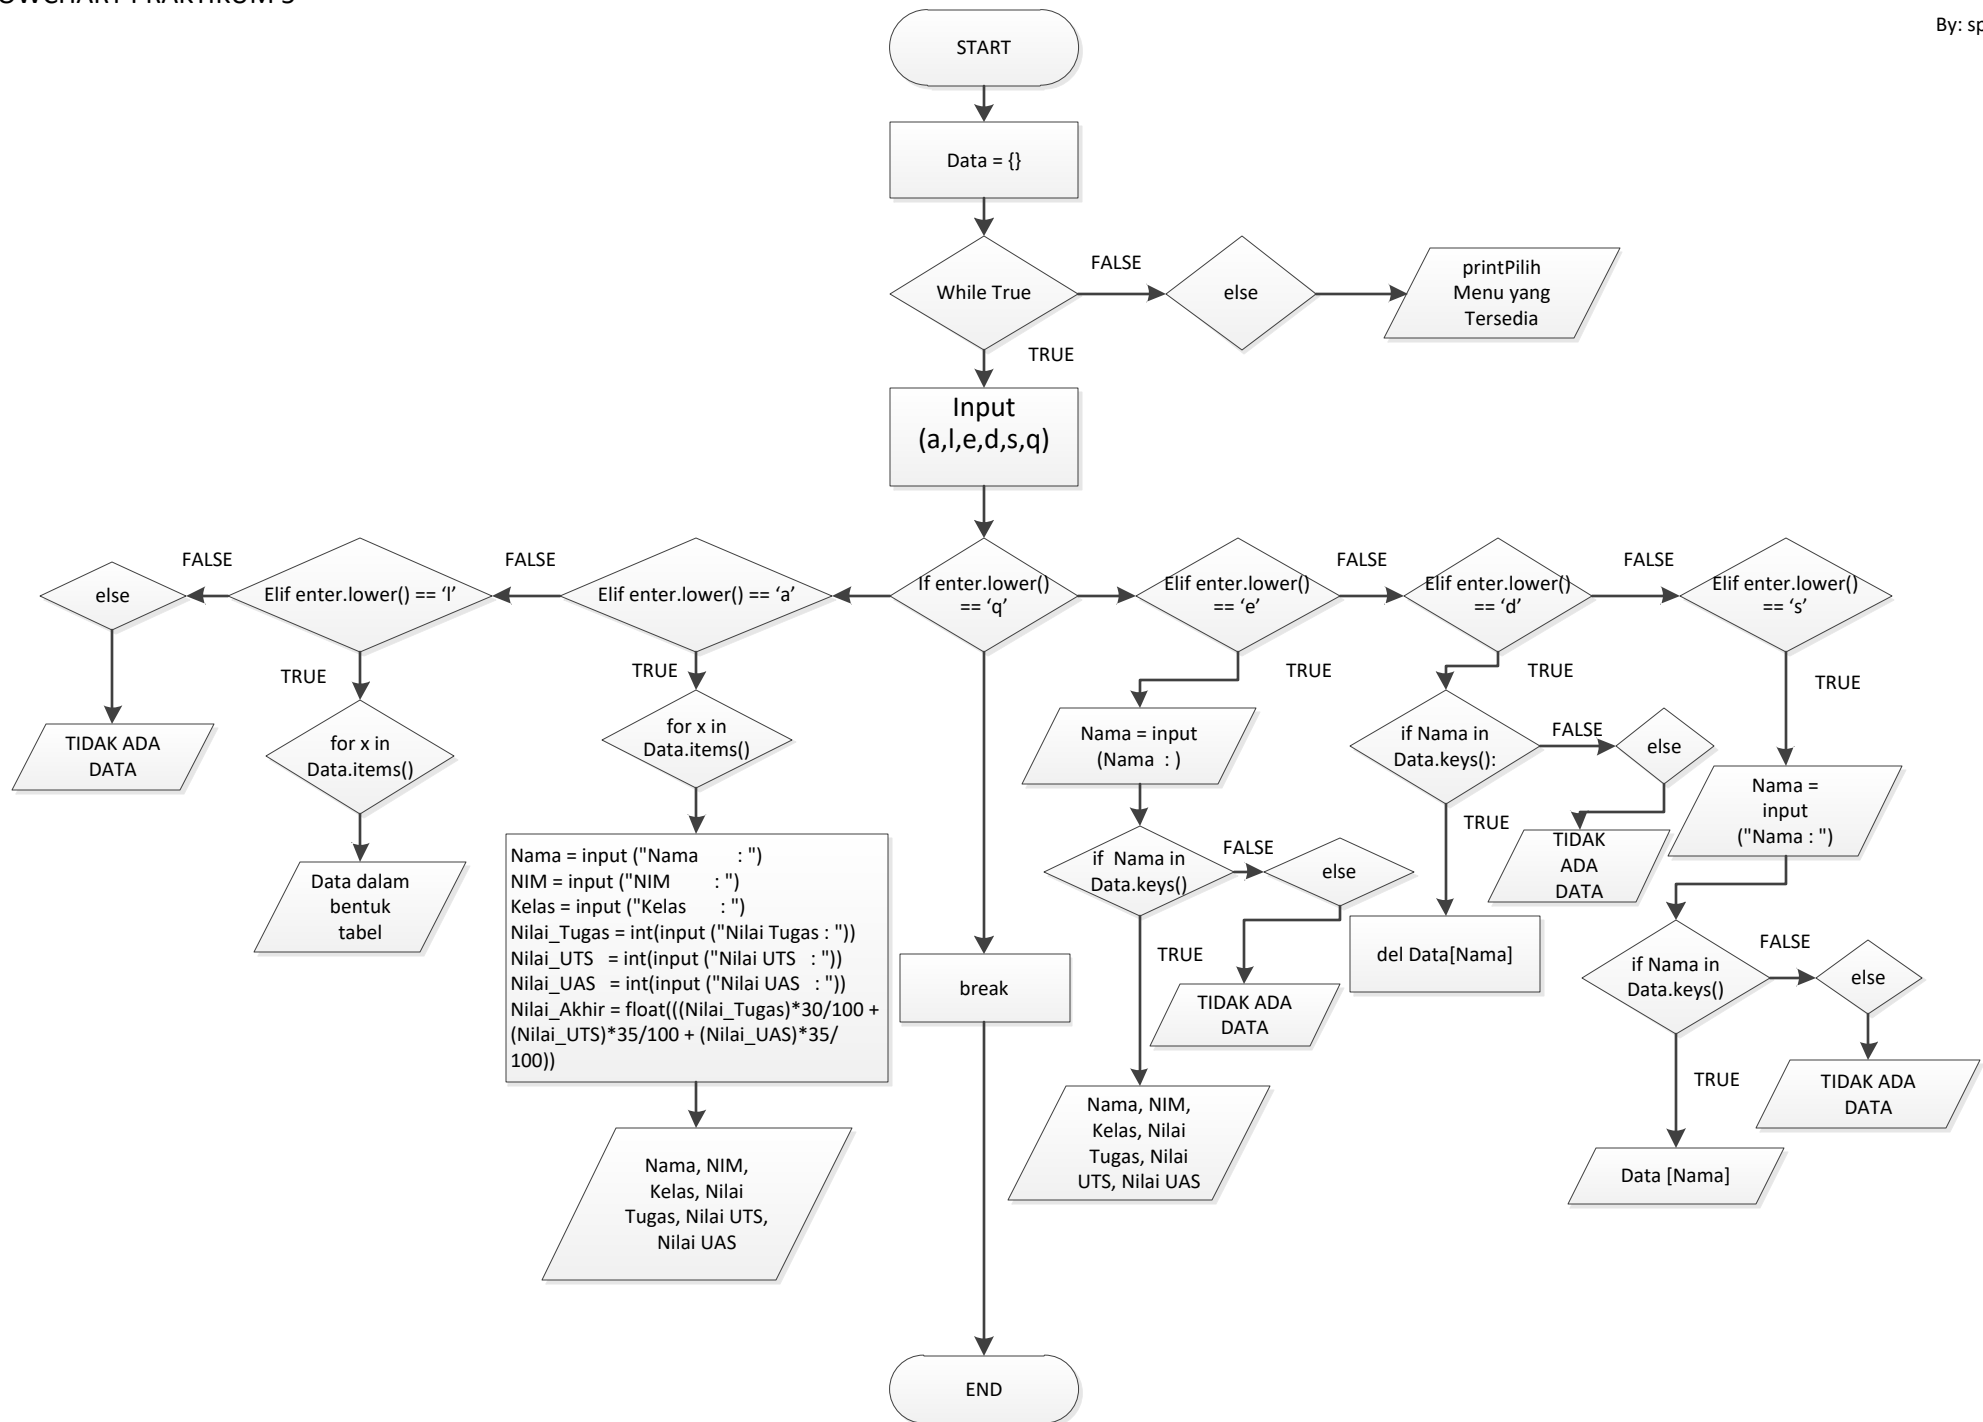 By: sp
START
Data = {}
While True
FALSE
else
printPilih
Menu yang
Tersedia
TRUE
Input
(a,l,e,d,s,q)
else
FALSE
Elif enter.lower() == ‘l’
FALSE
Elif enter.lower() == ‘a’
If enter.lower()
== ‘q’
Elif enter.lower()
== ‘e’
FALSE
Elif enter.lower()
== ‘d’
FALSE
Elif enter.lower()
== ‘s’
TIDAK ADA
DATA
TRUE
for x in
Data.items()
Data dalam
bentuk
tabel
TRUE
for x in
Data.items()
Nama = input ("Nama : ")
NIM = input ("NIM : ")
Kelas = input ("Kelas : ")
Nilai_Tugas = int(input ("Nilai Tugas : "))
Nilai_UTS = int(input ("Nilai UTS : "))
Nilai_UAS = int(input ("Nilai UAS : "))
Nilai_Akhir = float(((Nilai_Tugas)*30/100 +
(Nilai_UTS)*35/100 + (Nilai_UAS)*35/
100))
Nama, NIM,
Kelas, Nilai
Tugas, Nilai UTS,
Nilai UAS
break
END
TRUE
Nama = input
(Nama : )
if Nama in
Data.keys()
FALSE
else
TIDAK ADA
DATA
TRUE
Nama, NIM,
Kelas, Nilai
Tugas, Nilai
UTS, Nilai UAS
TRUE
if Nama in
Data.keys():
FALSE
else
TIDAK
ADA
DATA
TRUE
del Data[Nama]
TRUE
Nama =
input
("Nama : ")
if Nama in
Data.keys()
FALSE
else
TIDAK ADA
DATA
TRUE
Data [Nama]